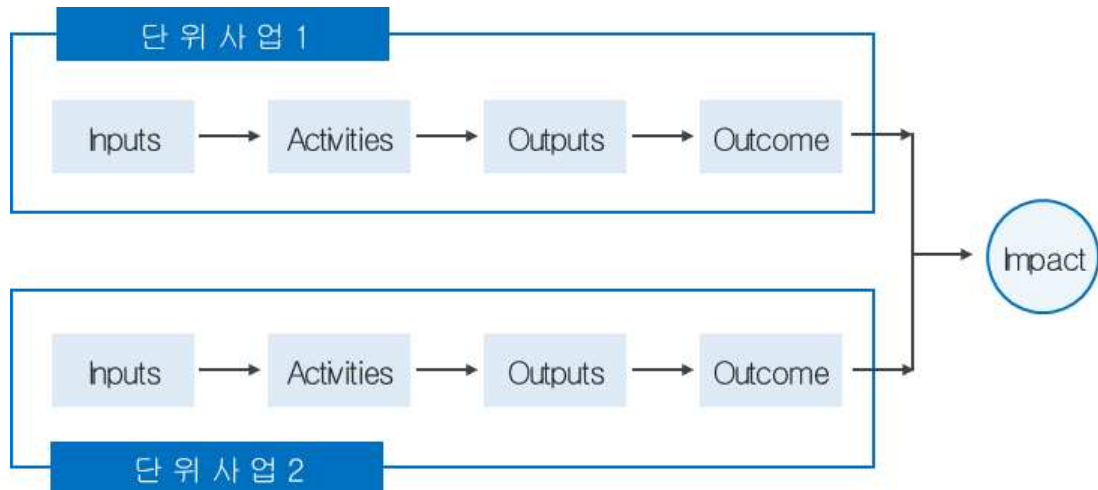 단위사업1
Inputs Activities Outputs Outcome
Impact
Inputs Activities Outputs Outcome
단위사업2